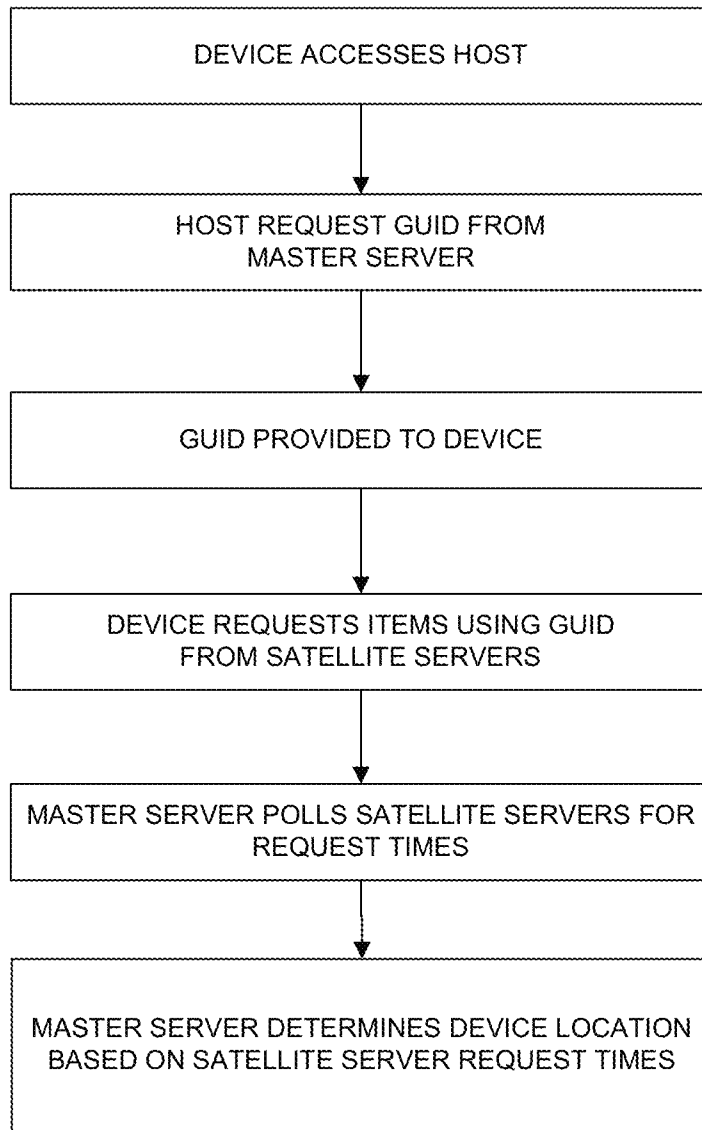 DEVICE ACCESSES HOST
HOST REQUEST GUID FROM
MASTER SERVER
GUID PROVIDED TO DEVICE
DEVICE REQUESTS ITEMS USING GUID
FROM SATELLITE SERVERS
MASTER SERVER POLLS SATELLITE SERVERS FOR
REQUEST TIMES
MASTER SERVER DETERMINES DEVICE LOCATION
BASED ON SATELLITE SERVER REQUEST TIMES